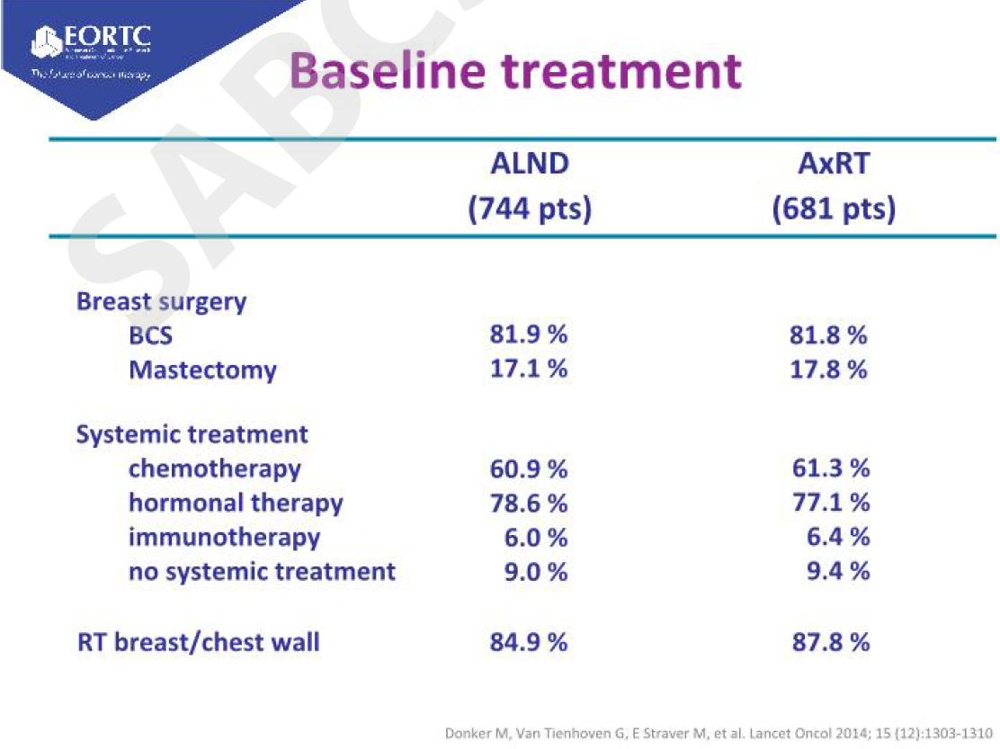 EORTC
The future of cancer therapy
SABC
Baseline treatment
ALND AxRT
(744 pts) (681 pts)
Breast surgery
BCS 81.9 % 81.8 %
Mastectomy 17.1 % 17.8 %
Systemic treatment
chemotherapy 60.9 % 61.3 %
hormonal therapy 78.6 % 77.1 %
immunotherapy 6.0 % 6.4 %
no systemic treatment 9.0 % 9.4 %
RT breast/chest wall 84.9 % 87.8 %
Donker M, Van Tienhoven G, E Straver M, et al. Lancet Oncol 2014; 15 (12):1303-1310